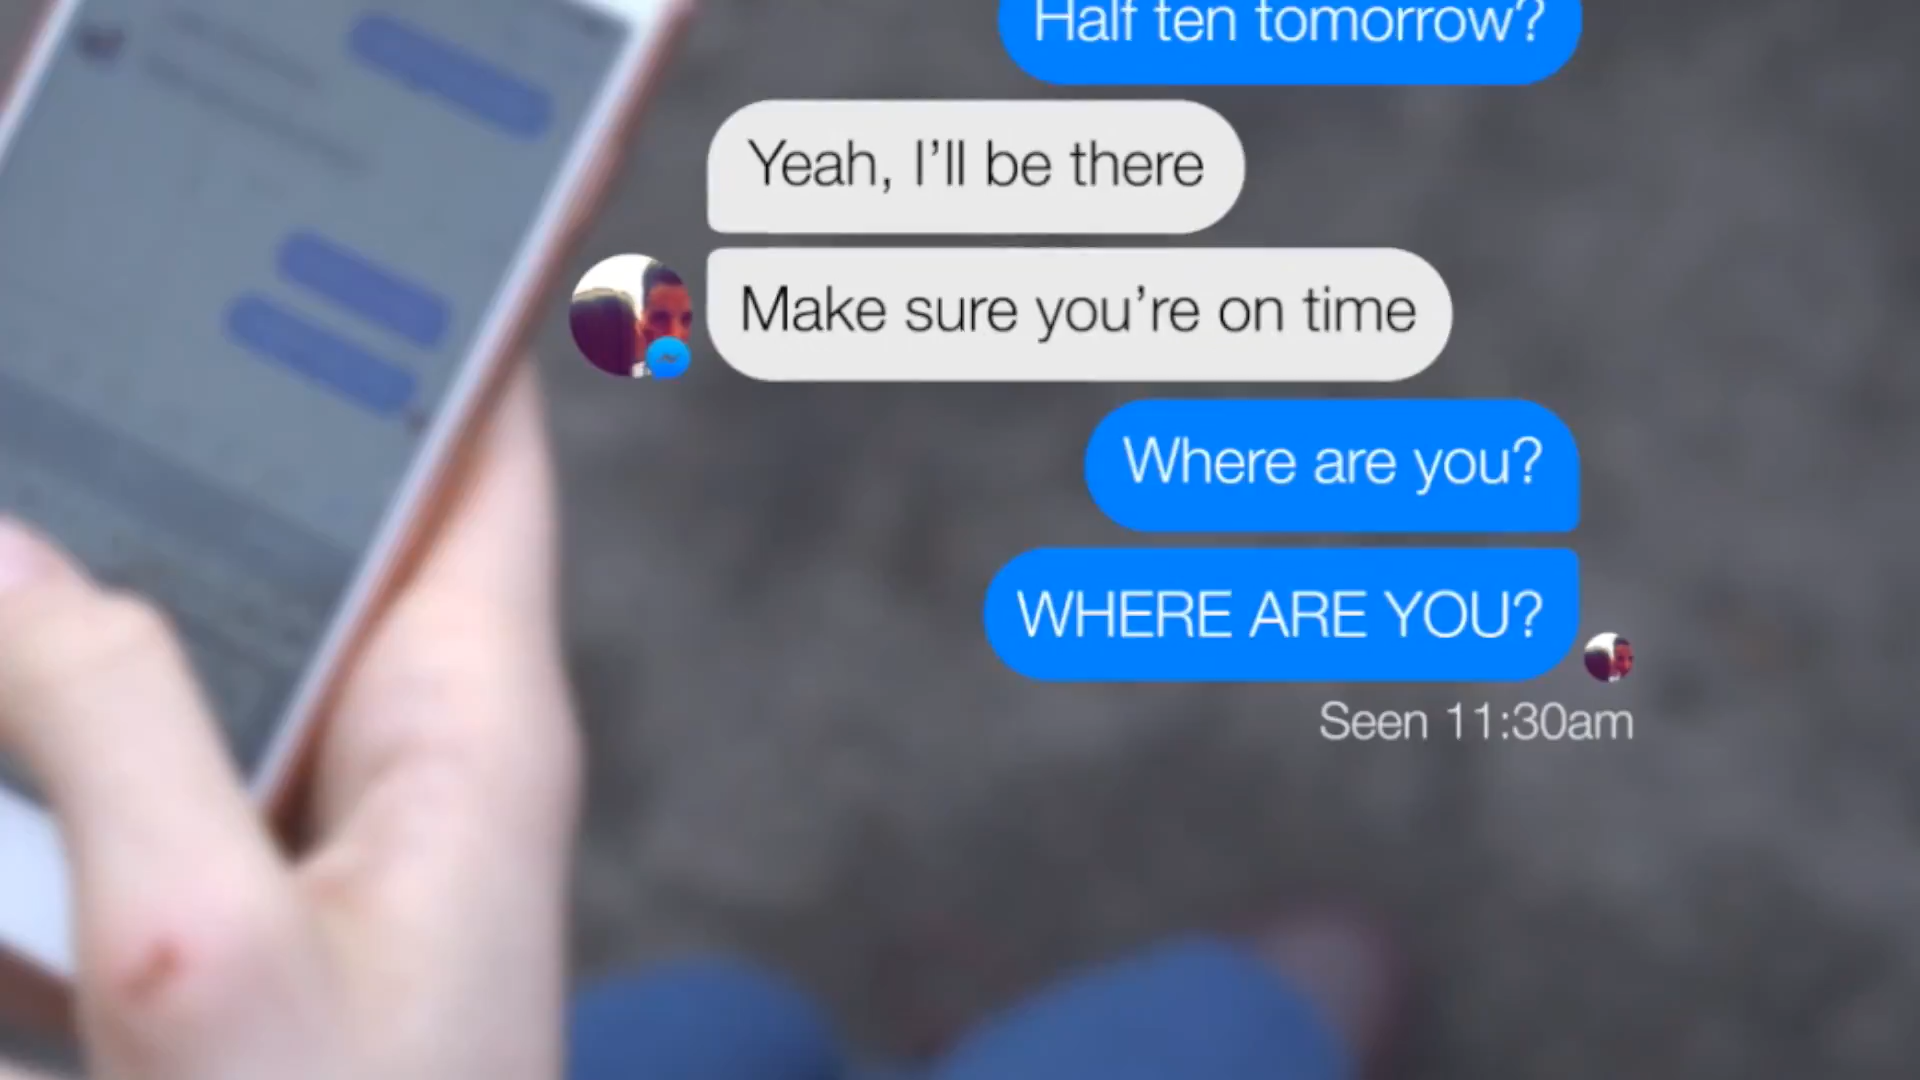 Half ten tomorrow?
Yeah, I’ll be there
Make sure you’re on time
Where are you?
WHERE ARE YOU?
Seen 11:30am